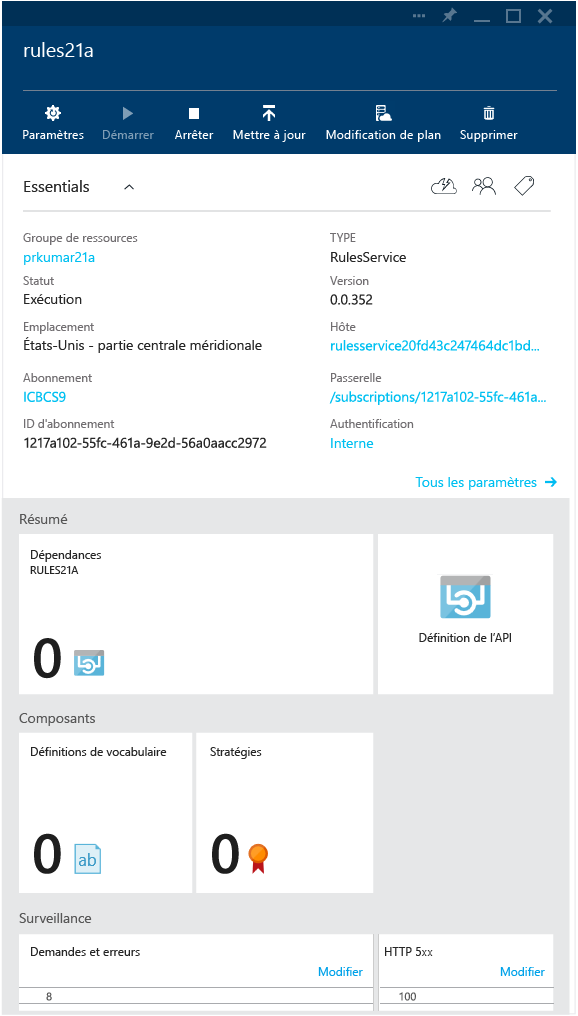 rules21a
Paramètres Démarrer Arrêter Mettre à jour Modification de plan Supprimer
Essentials
Groupe de ressources
prkumar21a
TYPE
RulesService
Statut
Exécution
Version
0.0.352
Emplacement
États-Unis - partie centrale méridionale
Hôte
rulesservice20fd43c247464dc1bd...
Abonnement
ICBCS9
Passerelle
/subscriptions/1217a102-55fc-461a...
ID d'abonnement
1217a102-55fc-461a-9e2d-56a0aacc2972
Authentification
Interne
Tous les paramètres
Résumé
Dépendances
RULES21A
0
Définition de l'API
Composants
Définitions de vocabulaire
0
ab
Stratégies
0
Surveillance
Demandes et erreurs
Modifier
8
HTTP 5xx
Modifier
100